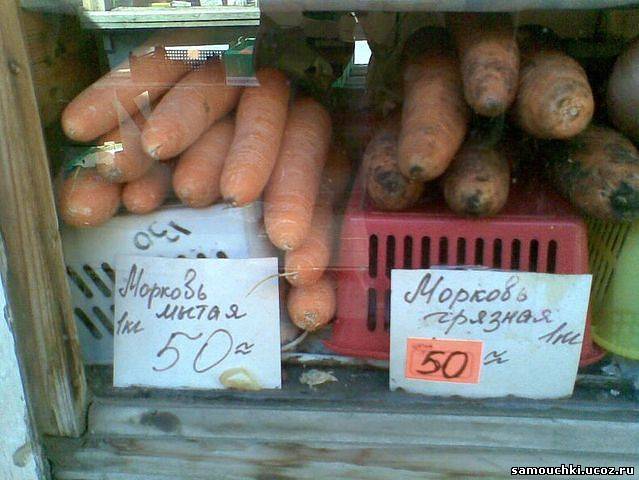 130
Морковь
мытая
1кг
50=
Морковь
грязная
1кг
50=
samouchki.ucoz.ru